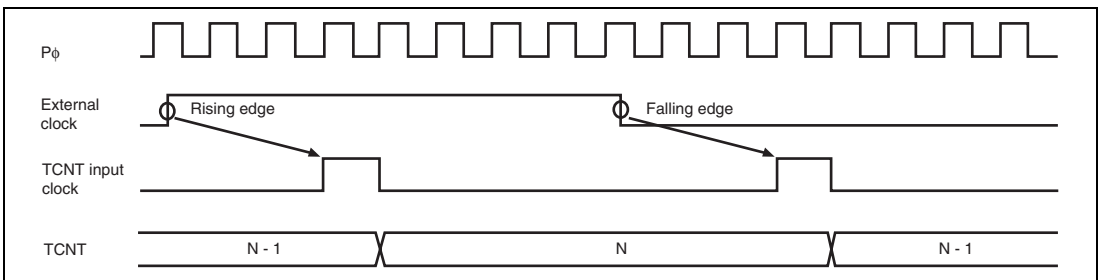 Pφ
External
clock
Rising edge
Falling edge
TCNT input
clock
TCNT
N - 1
N
N - 1